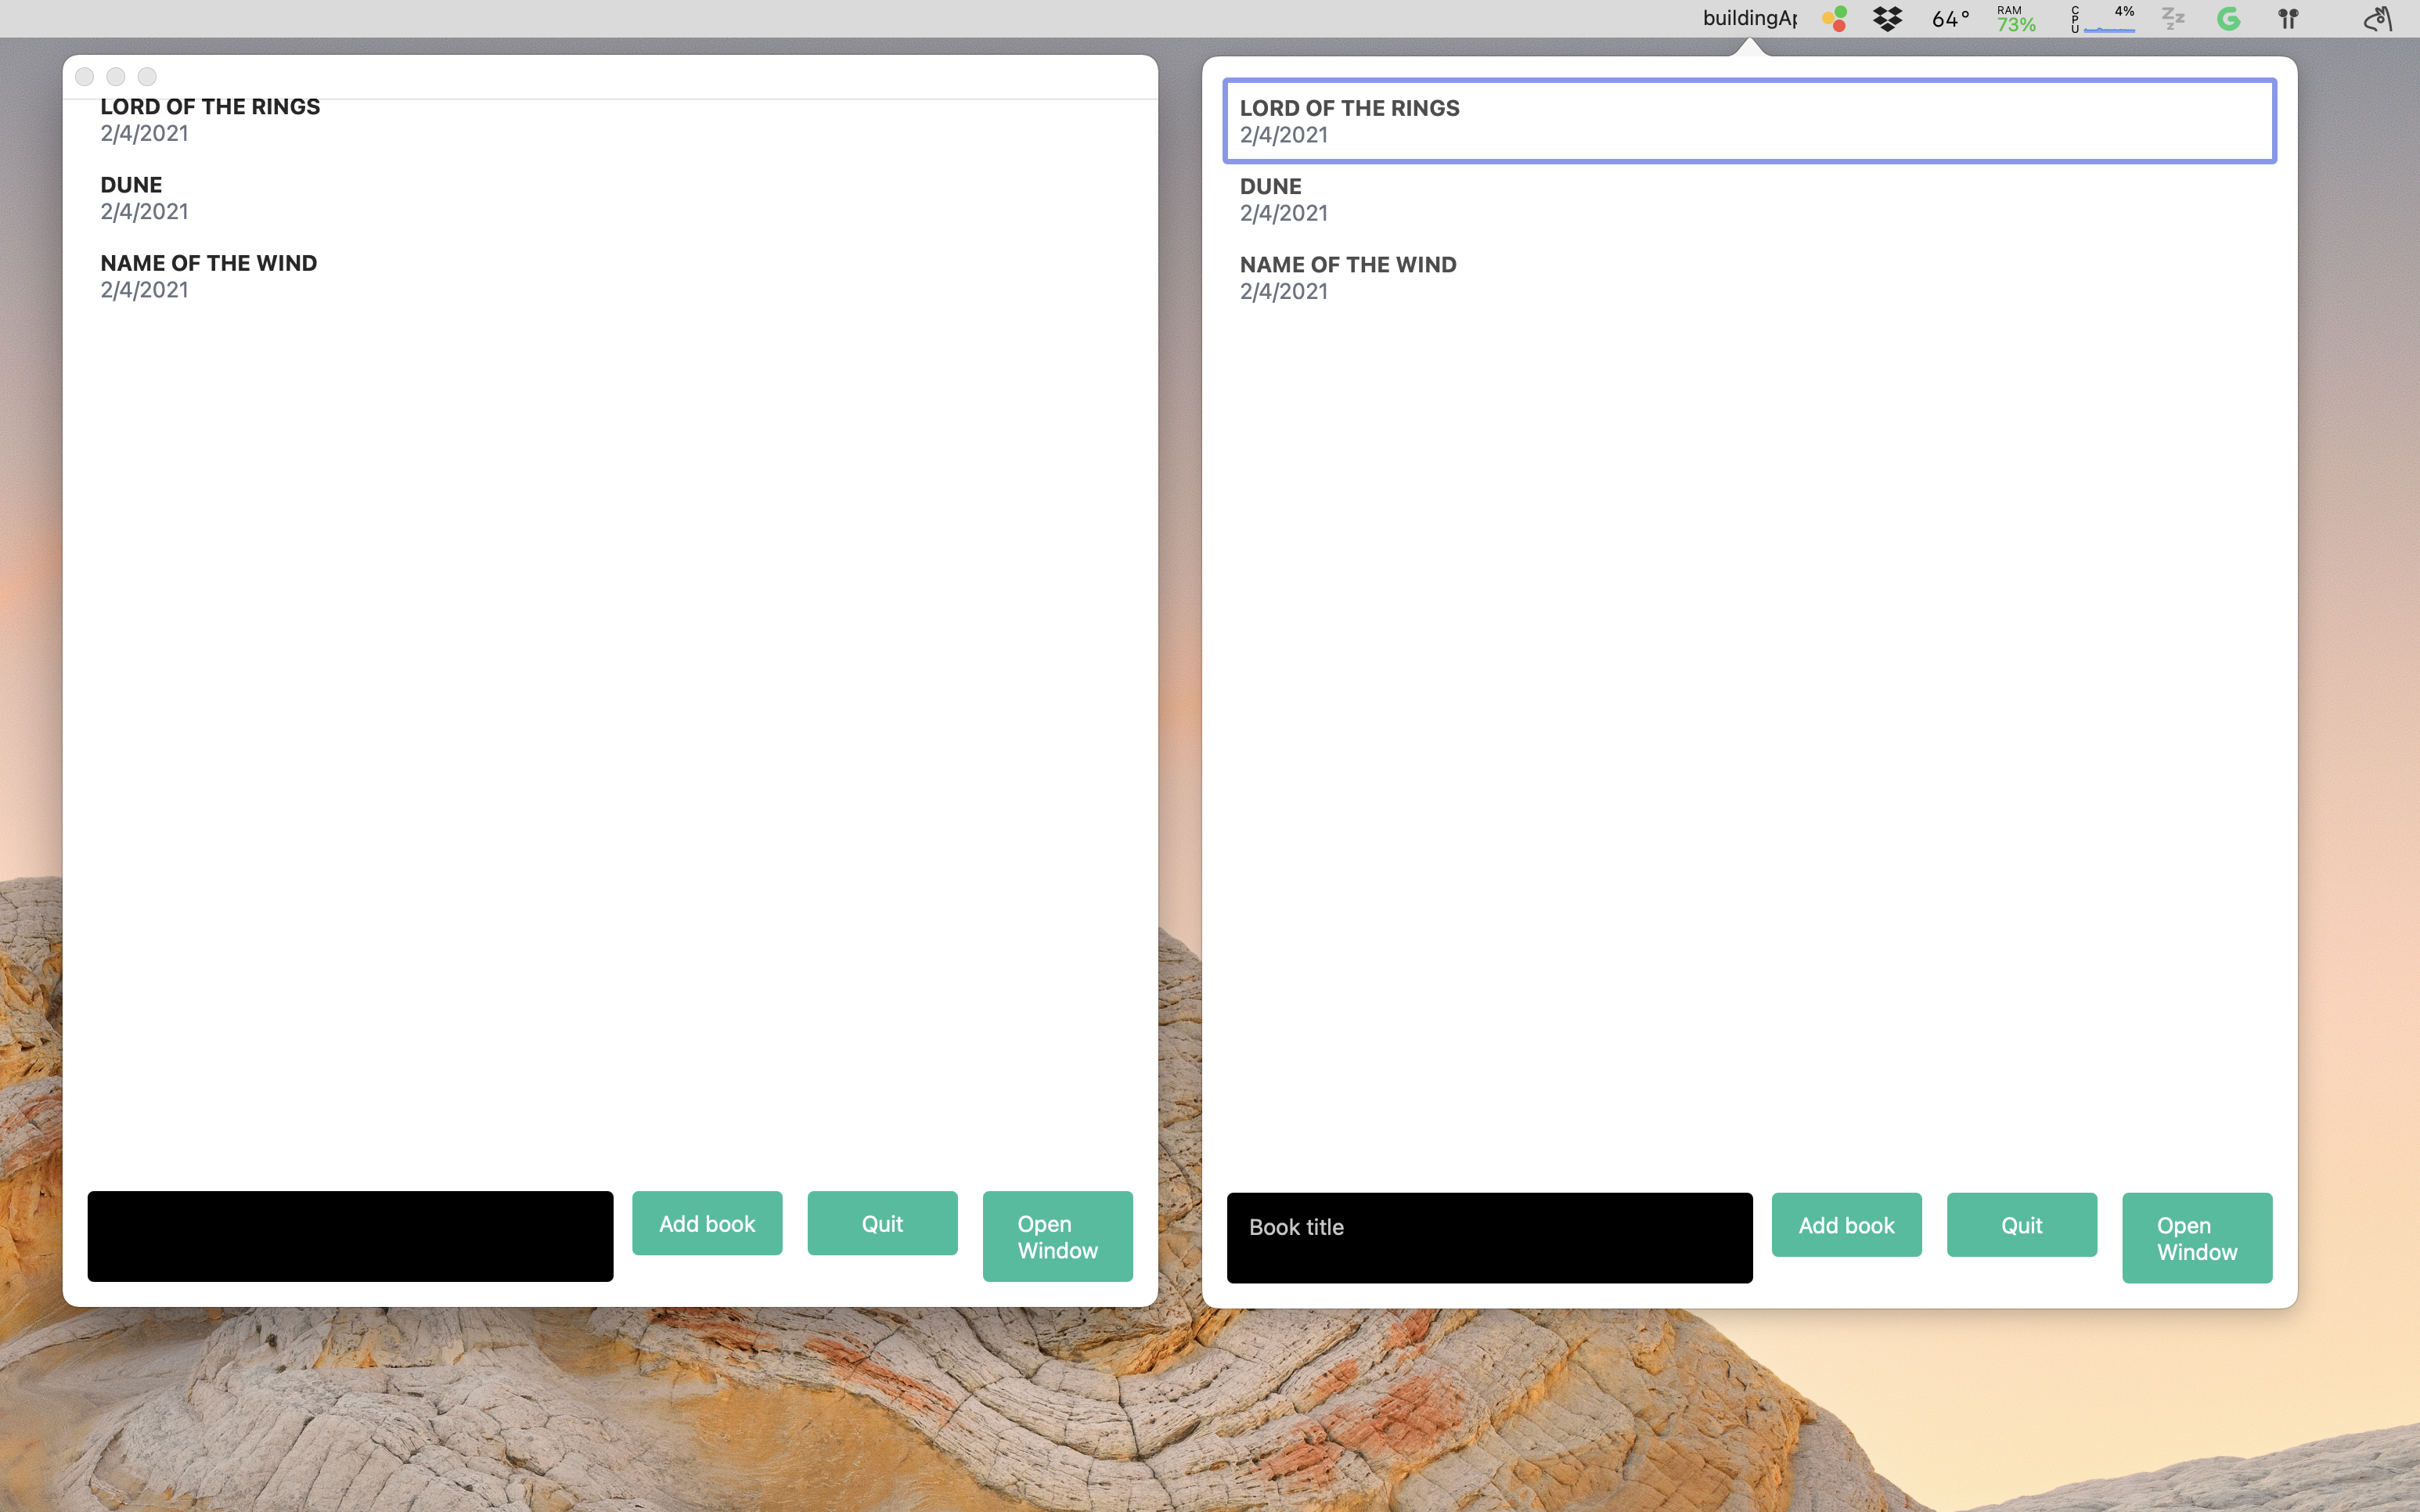 buildingAp
64°
RAM
73%
CPU
4%
Zzz
LORD OF THE RINGS
2/4/2021
DUNE
2/4/2021
NAME OF THE WIND
2/4/2021
Add book
Quit
Open
Window
LORD OF THE RINGS
2/4/2021
DUNE
2/4/2021
NAME OF THE WIND
2/4/2021
Book title
Add book
Quit
Open
Window